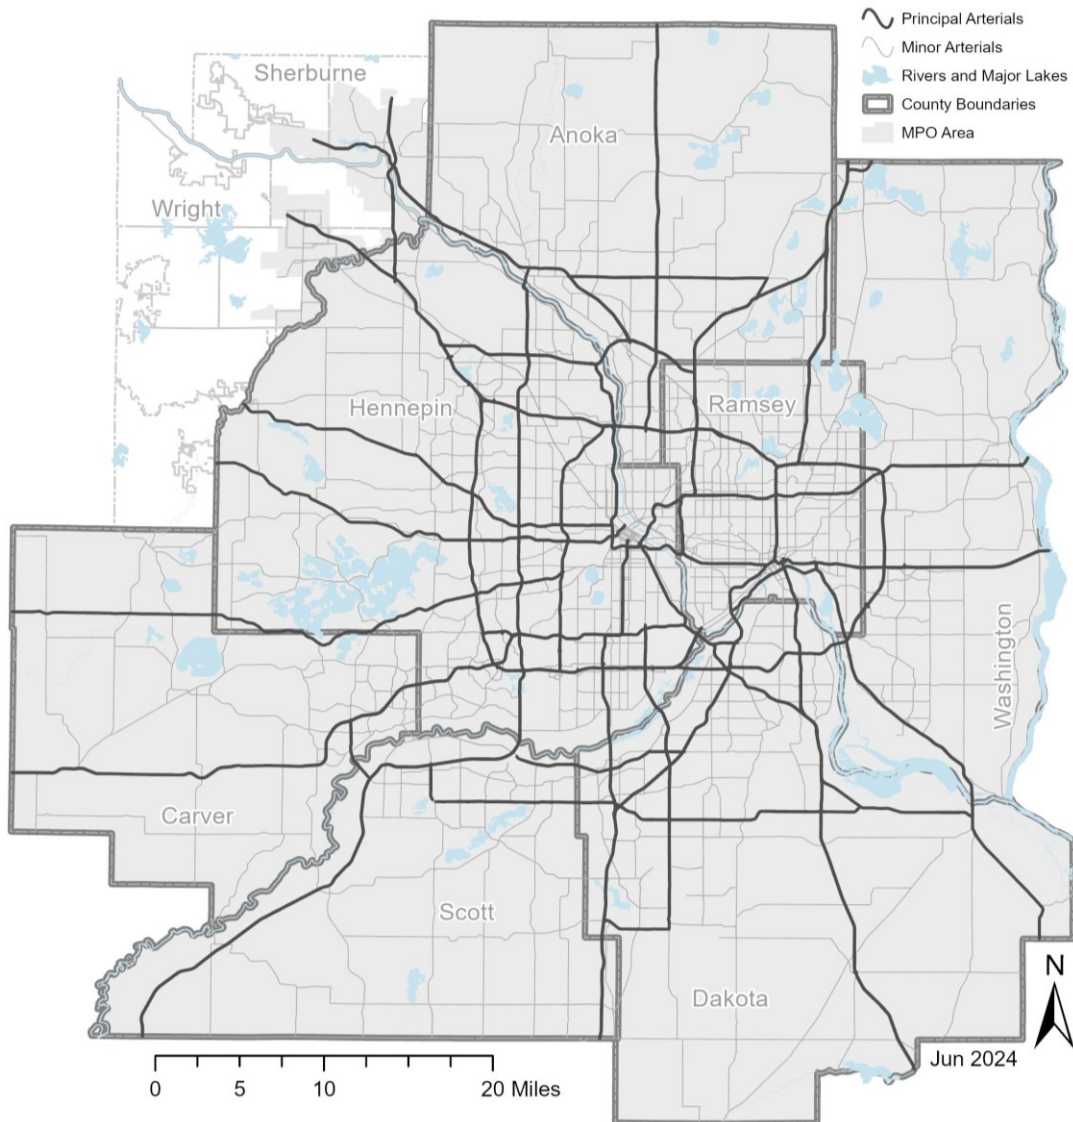 Principal Arterials
Minor Arterials
Rivers and Major Lakes
County Boundaries
MPO Area
Sherburne
Anoka
Wright
Hennepin
Ramsey
Washington
Carver
Scott
Dakota
N
Jun 2024
0 5 10 20 Miles